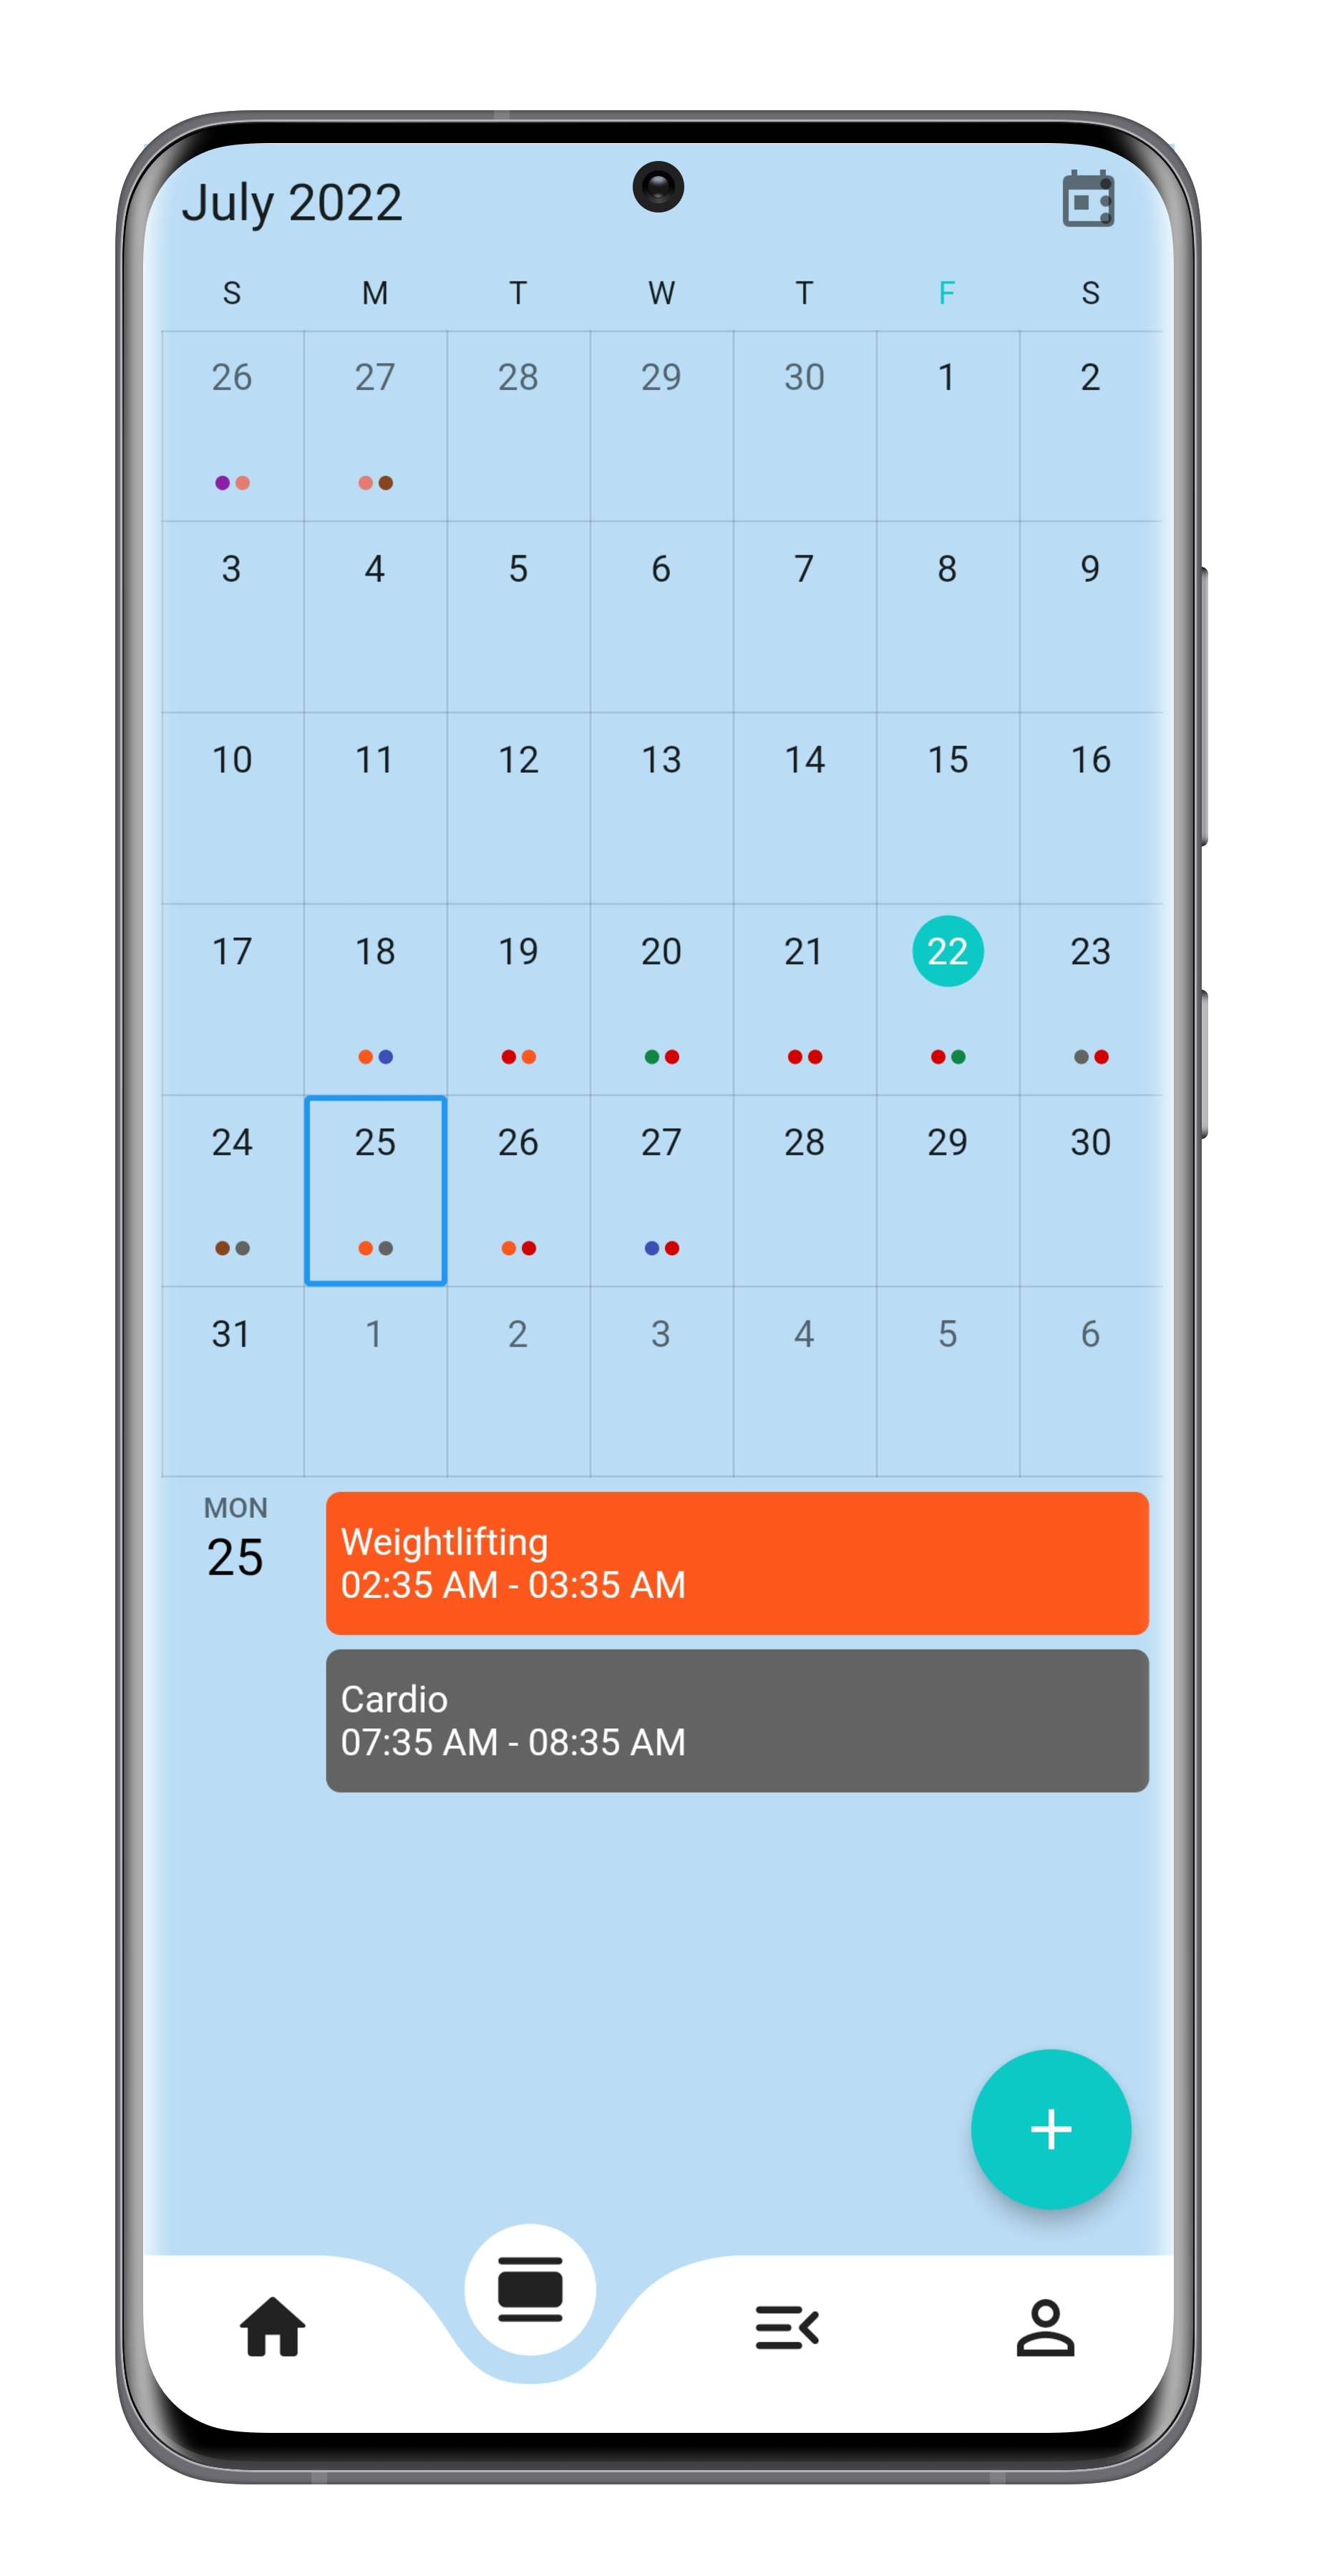 July 2022
S M T W T F S
26 27 28 29 30 1 2
3 4 5 6 7 8 9
10 11 12 13 14 15 16
17 18 19 20 21 22 23
24 25 26 27 28 29 30
31 1 2 3 4 5 6
MON
25
Weightlifting
02:35 AM - 03:35 AM
Cardio
07:35 AM - 08:35 AM
+